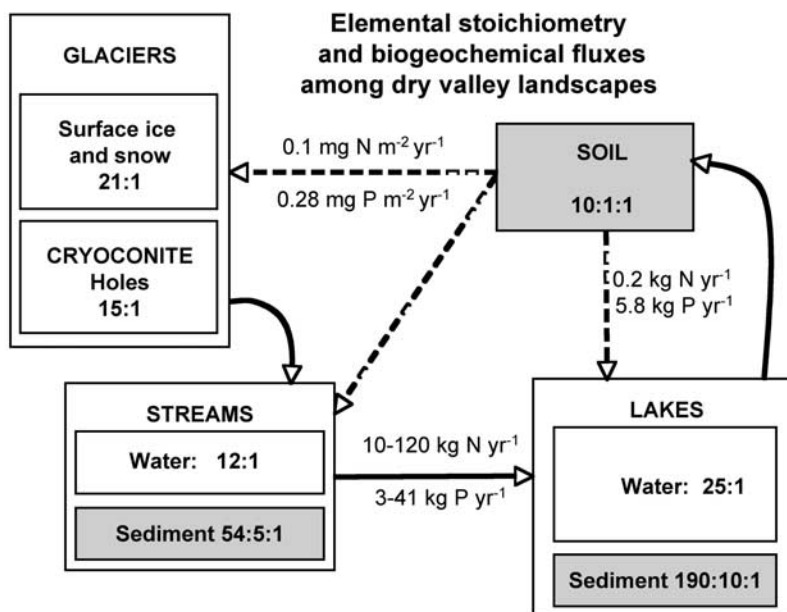 Elemental stoichiometry
and biogeochemical fluxes
among dry valley landscapes
GLACIERS
Surface ice
and snow
21:1
CRYOCONITE
Holes
15:1
0.1 mg N m⁻² yr⁻¹
0.28 mg P m⁻² yr⁻¹
SOIL
10:1:1
0.2 kg N yr⁻¹
5.8 kg P yr⁻¹
STREAMS
Water: 12:1
Sediment 54:5:1
10-120 kg N yr⁻¹
3-41 kg P yr⁻¹
LAKES
Water: 25:1
Sediment 190:10:1